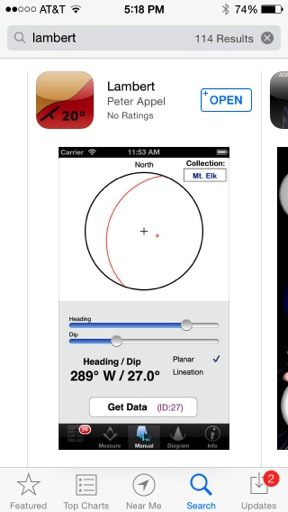 AT&T 5:18 PM 74%
lambert 114 Results
Lambert
Peter Appel
No Ratings
+ OPEN
20°
Carrier 11:53 AM
North
Collection:
Mt. Elk
Heading
Dip
Heading / Dip
289° W / 27.0°
Planar ✓
Lineation
Get Data (ID:27)
Measure Manual Diagram Info
Featured Top Charts Near Me Search Updates
2